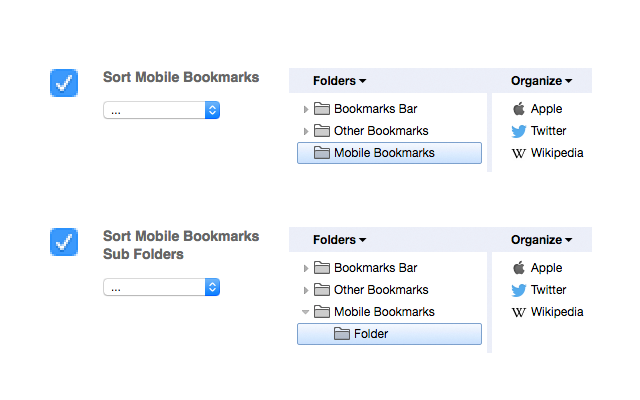 Sort Mobile Bookmarks
...
Folders
Organize
Bookmarks Bar
Other Bookmarks
Mobile Bookmarks
Apple
Twitter
W Wikipedia
Sort Mobile Bookmarks
Sub Folders
...
Folders
Organize
Bookmarks Bar
Other Bookmarks
Mobile Bookmarks
Folder
Apple
Twitter
W Wikipedia